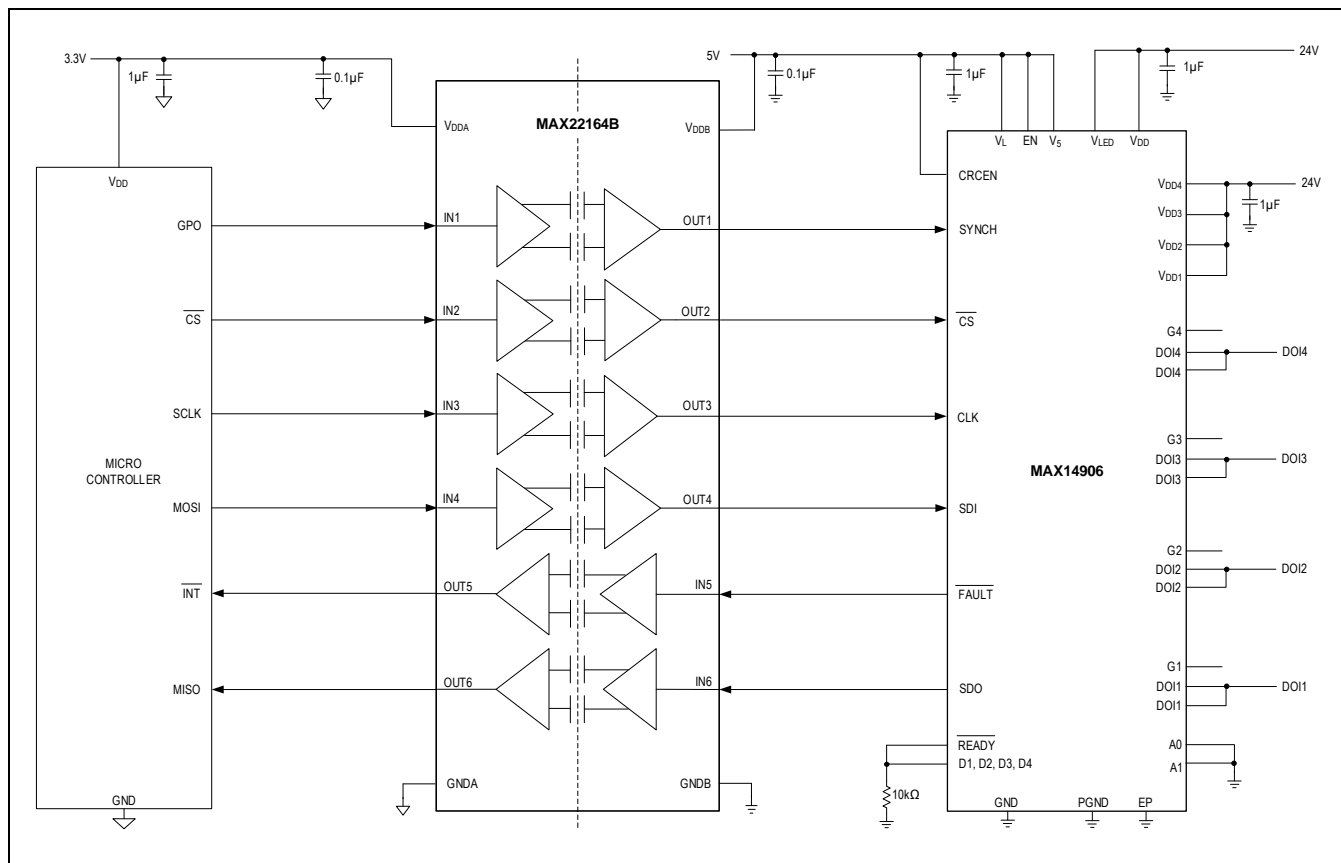 3.3V
1µF
0.1µF
5V
0.1µF
1µF
1µF
24V
MAX22164B
VDDA
VDDB
VL
EN
V5
VLED
VDD
VDD
CRCEN
VDD4
24V
VDD3
1µF
VDD2
VDD1
GPO
IN1
OUT1
SYNCH
CS
IN2
OUT2
CS
G4
DOI4
DOI4
DOI4
SCLK
IN3
OUT3
CLK
G3
DOI3
DOI3
DOI3
MICRO
CONTROLLER
MAX14906
MOSI
IN4
OUT4
SDI
G2
DOI2
DOI2
DOI2
INT
OUT5
IN5
FAULT
MISO
OUT6
IN6
SDO
G1
DOI1
DOI1
DOI1
READY
D1, D2, D3, D4
A0
A1
GNDA
GNDB
10kΩ
GND
GND
PGND
EP